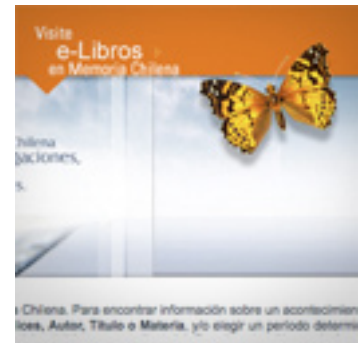 Visite
e-Libros
en Memoria Chilena
Chilena
gaciones,
s.
a Chilena. Para encontrar información sobre un acontecimien
ices, Autor, Título o Materia, y/o elegir un periodo determi